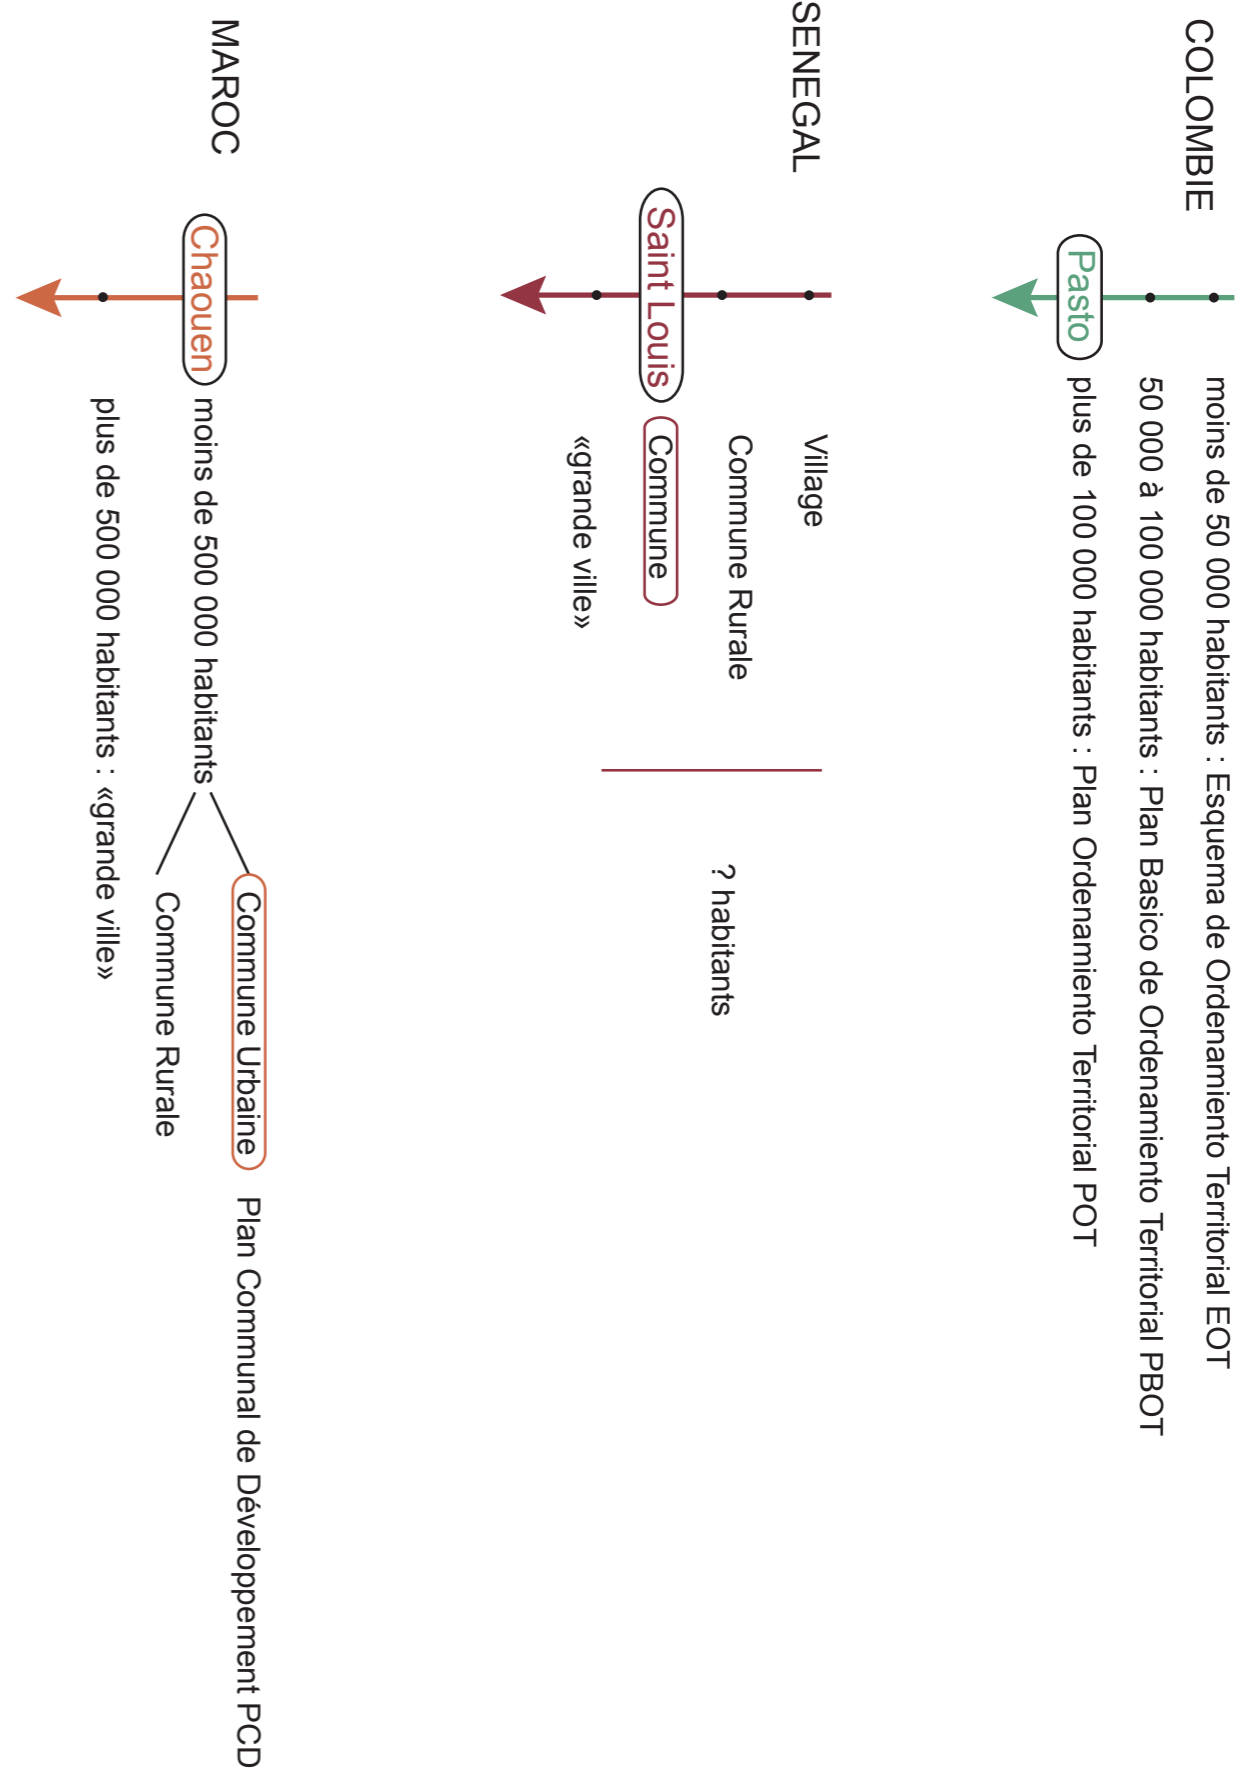 COLOMBIE
moins de 50 000 habitants : Esquema de Ordenamiento Territorial EOT
50 000 à 100 000 habitants : Plan Basico de Ordenamiento Territorial PBOT
Pasto
plus de 100 000 habitants : Plan Ordenamiento Territorial POT
SENEGAL
Village
Commune Rurale
Saint Louis
Commune
«grande ville»
? habitants
MAROC
Chaouen
moins de 500 000 habitants
Commune Urbaine
Plan Communal de Développement PCD
Commune Rurale
plus de 500 000 habitants : «grande ville»